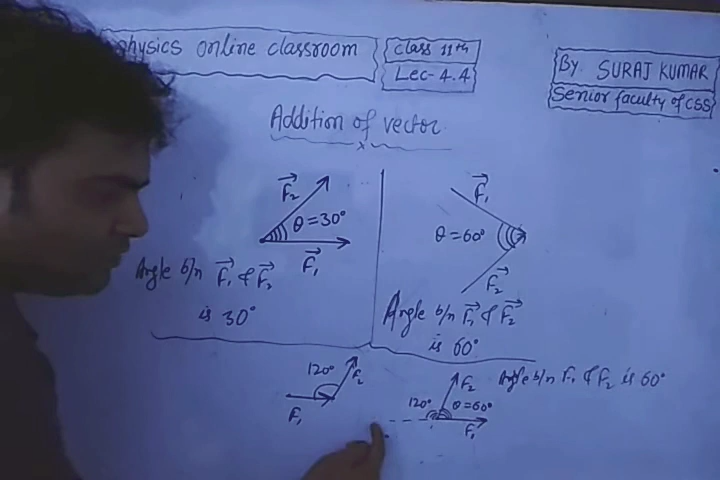 physics online classroom
Class 11th
Lec-4.4
By SURAJ KUMAR
Senior faculty of CSS
Addition of vector
F₂
θ=30°
F₁
Angle b/n F₁ & F₂
is 30°
F₁
θ=60°
F₂
Angle b/n F₁ & F₂
is 60°
120°
F₂
F₁
F₂
120°
θ=60°
F₁
Angle b/n F₁ & F₂ is 60°